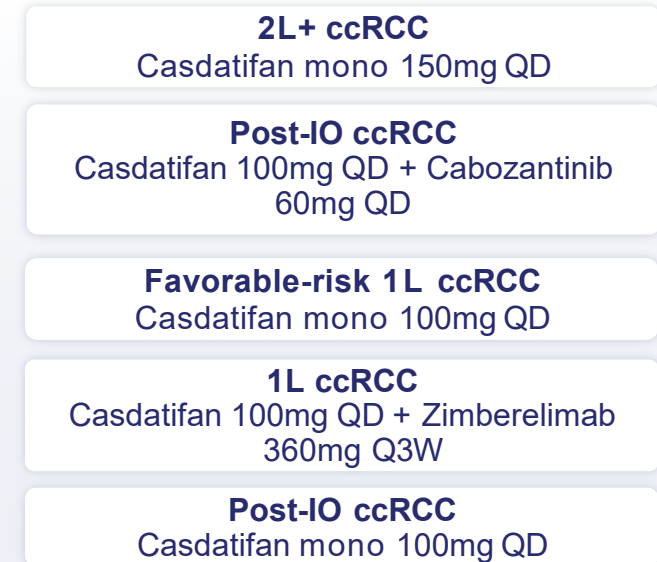 2L+ ccRCC
Casdatifan mono 150mg QD
Post-IO ccRCC
Casdatifan 100mg QD + Cabozantinib
60mg QD
Favorable-risk 1L ccRCC
Casdatifan mono 100mg QD
1L ccRCC
Casdatifan 100mg QD + Zimberelimab
360mg Q3W
Post-IO ccRCC
Casdatifan mono 100mg QD